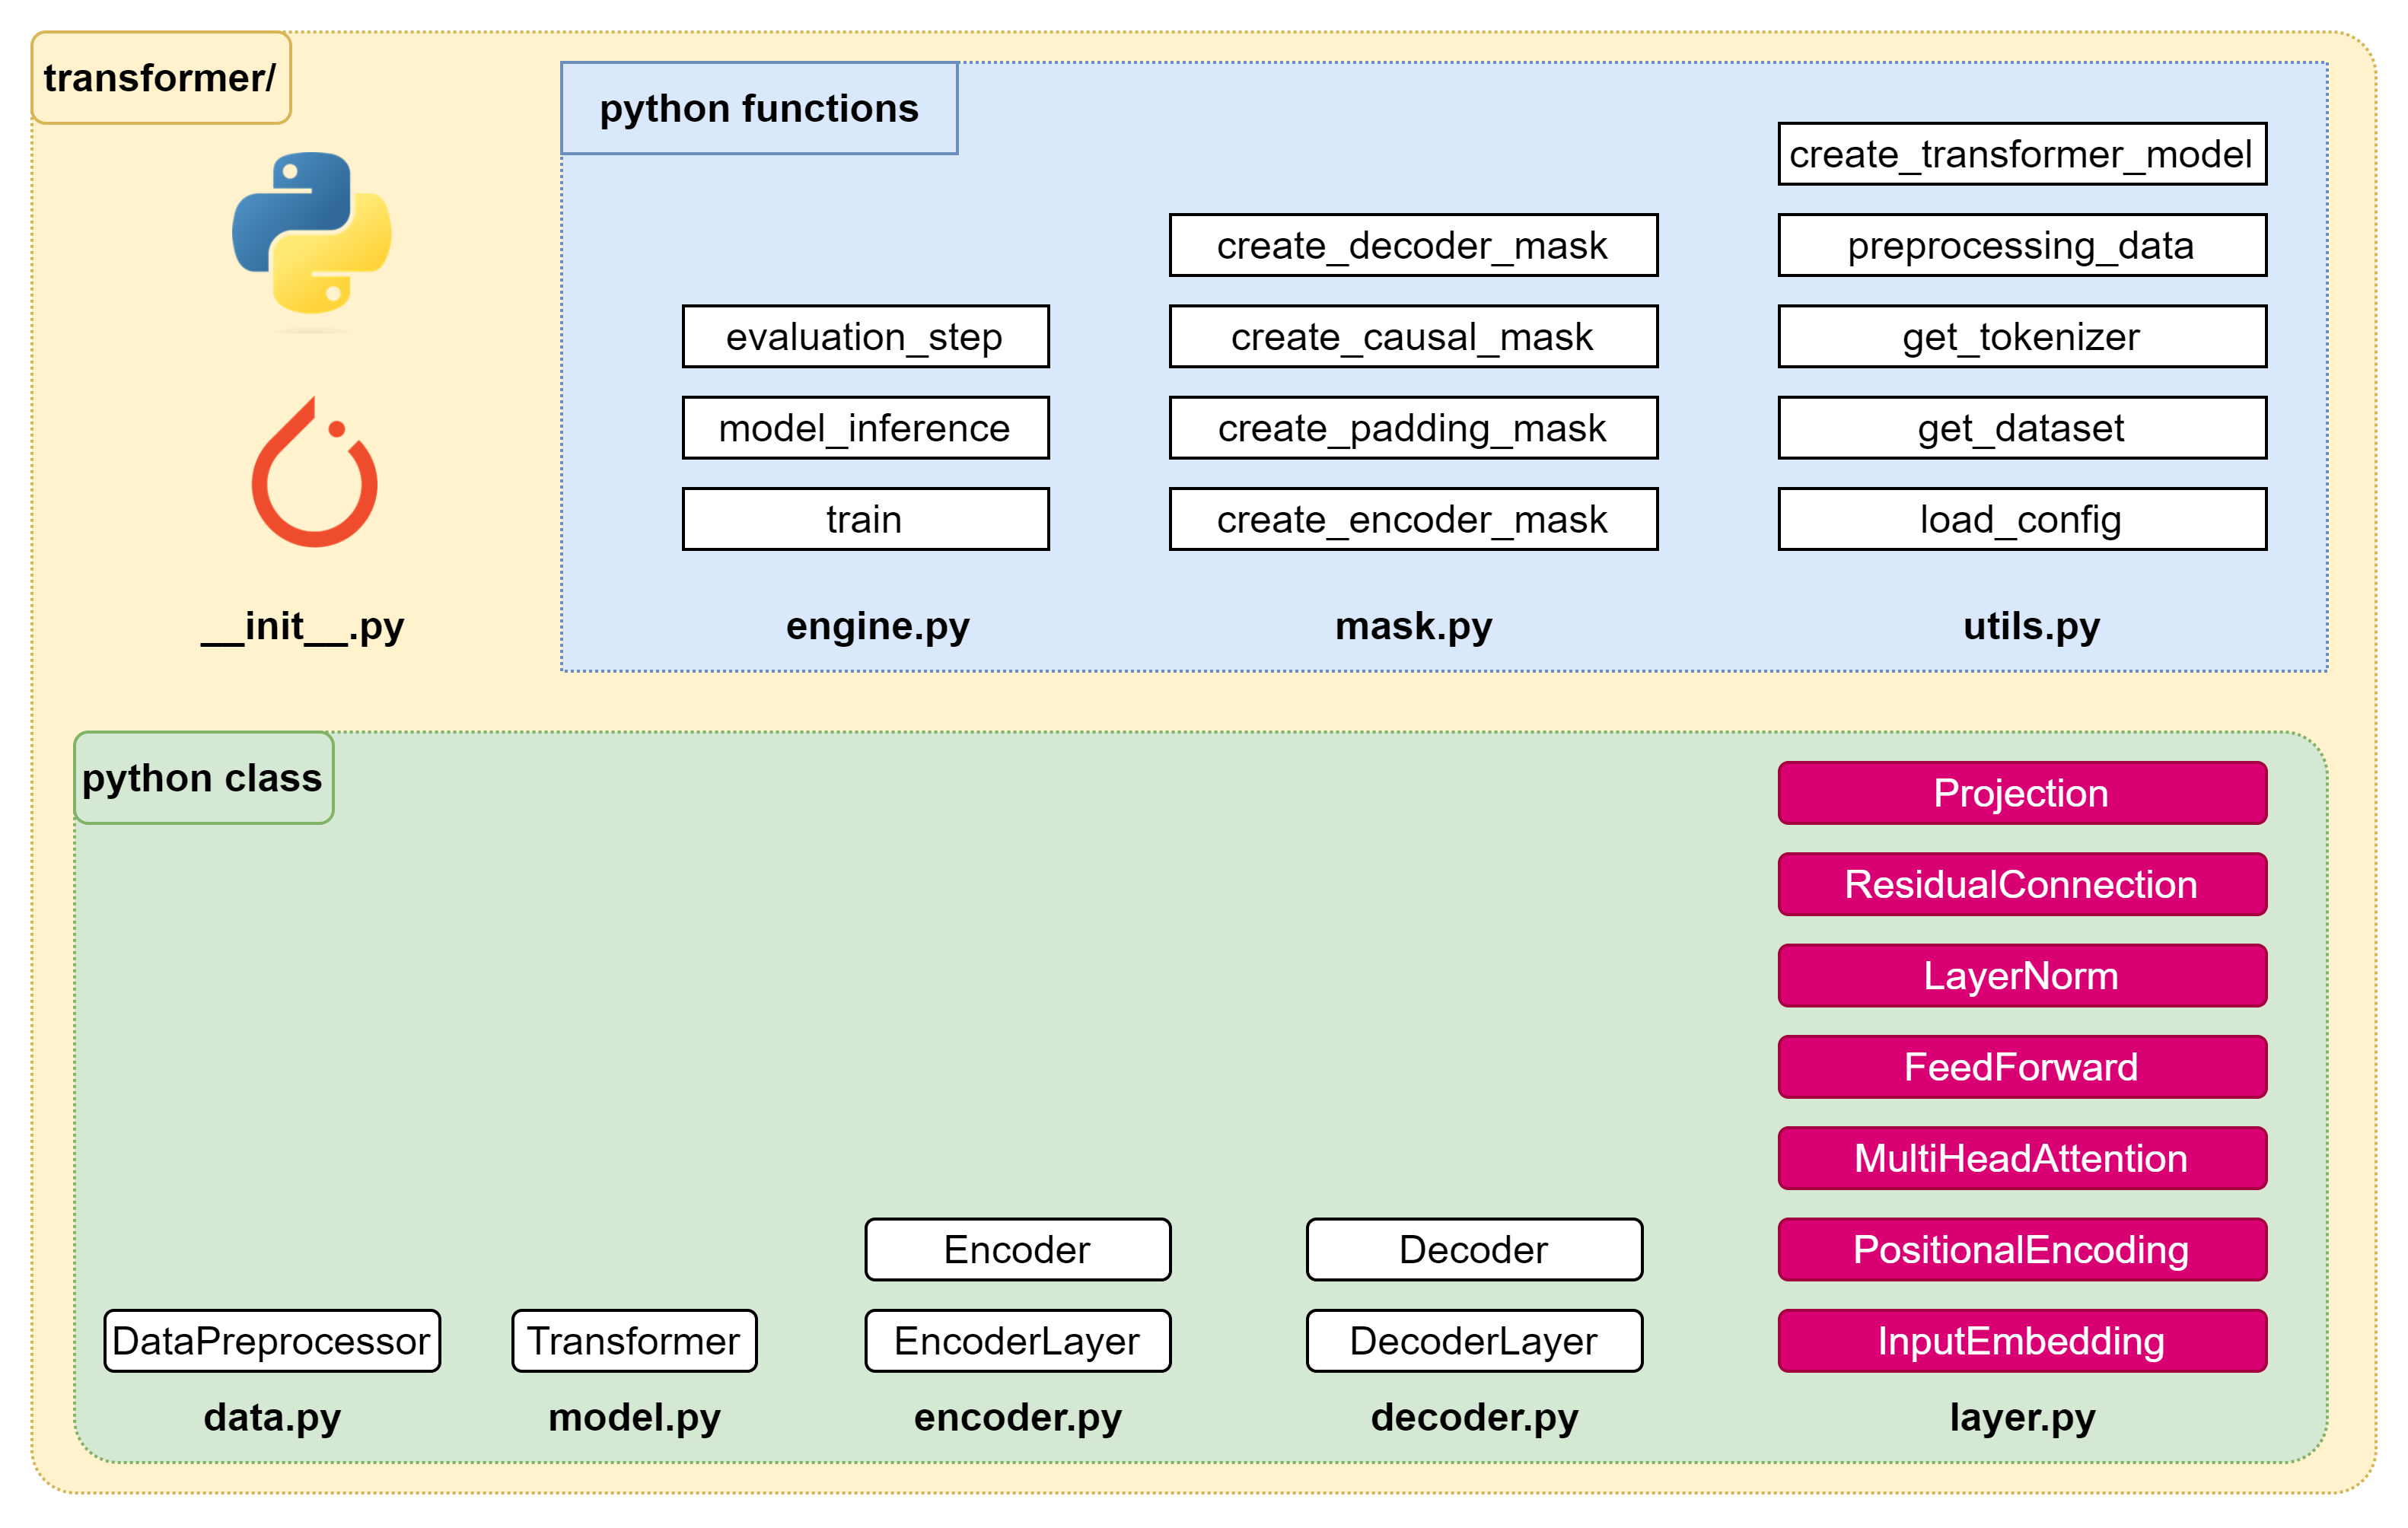 transformer/
__init__.py
python functions
evaluation_step
model_inference
train
engine.py
create_decoder_mask
create_causal_mask
create_padding_mask
create_encoder_mask
mask.py
create_transformer_model
preprocessing_data
get_tokenizer
get_dataset
load_config
utils.py
python class
DataPreprocessor
data.py
Transformer
model.py
Encoder
EncoderLayer
encoder.py
Decoder
DecoderLayer
decoder.py
Projection
ResidualConnection
LayerNorm
FeedForward
MultiHeadAttention
PositionalEncoding
InputEmbedding
layer.py